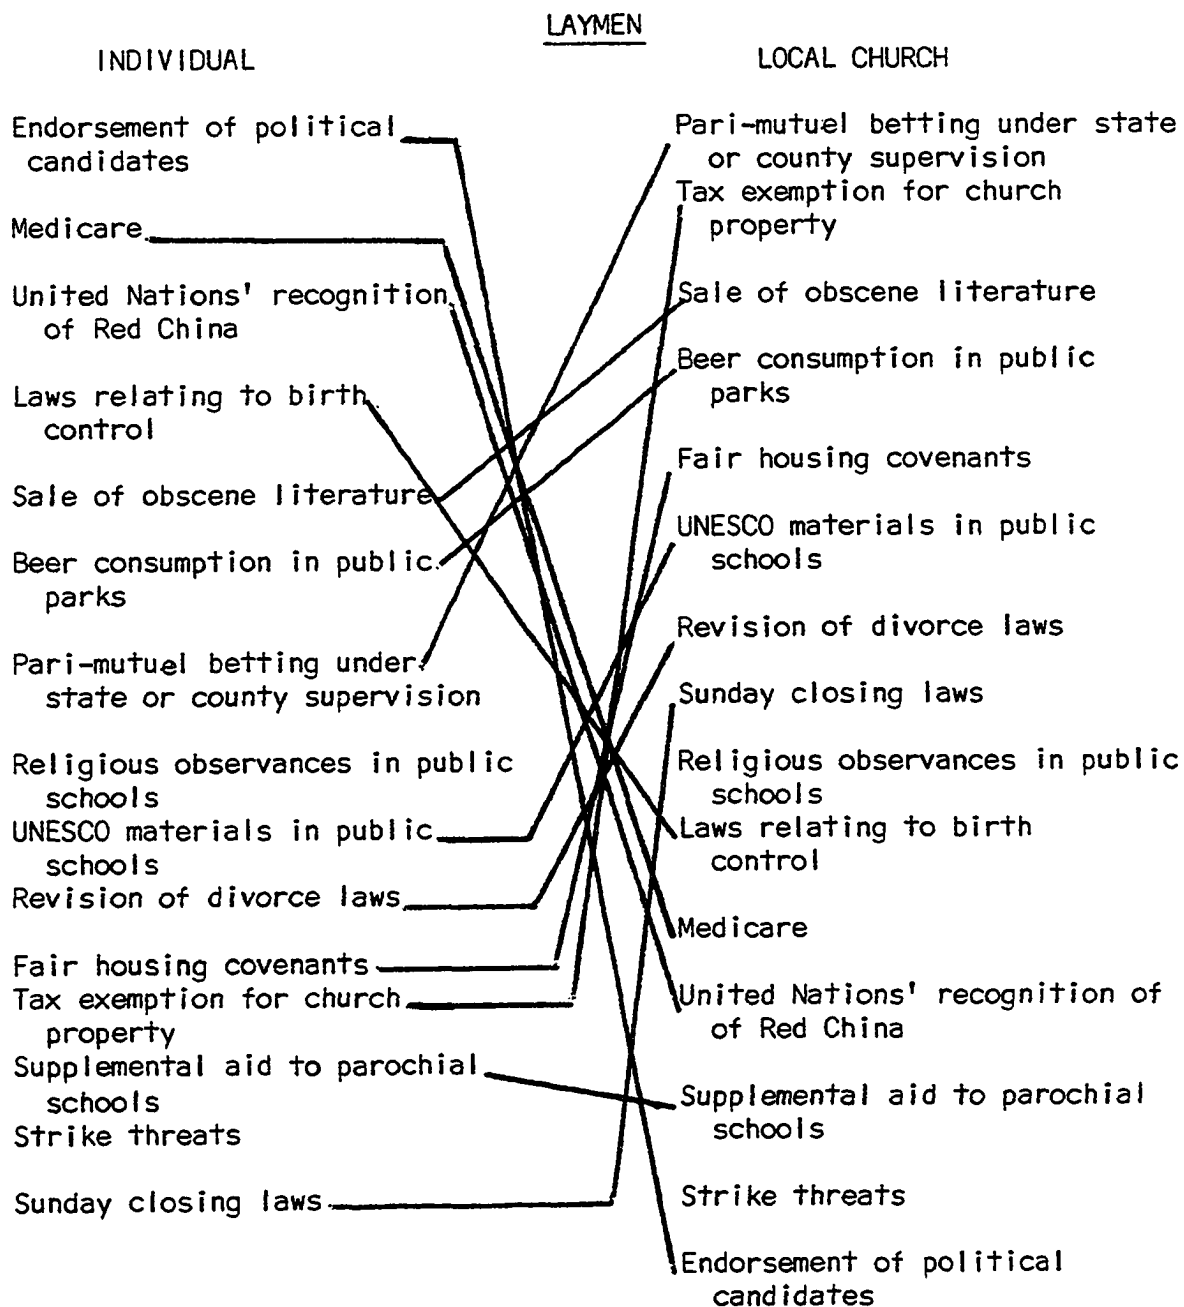 LAYMEN
INDIVIDUAL
Endorsement of political
candidates
Medicare
United Nations' recognition
of Red China
Laws relating to birth
control
Sale of obscene literature
Beer consumption in public
parks
Pari-mutuel betting under
state or county supervision
Religious observances in public
schools
UNESCO materials in public
schools
Revision of divorce laws
Fair housing covenants
Tax exemption for church
property
Supplemental aid to parochial
schools
Strike threats
Sunday closing laws
LOCAL CHURCH
Pari-mutuel betting under state
or county supervision
Tax exemption for church
property
Sale of obscene literature
Beer consumption in public
parks
Fair housing covenants
UNESCO materials in public
schools
Revision of divorce laws
Sunday closing laws
Religious observances in public
schools
Laws relating to birth
control
Medicare
United Nations' recognition of
of Red China
Supplemental aid to parochial
schools
Strike threats
Endorsement of political
candidates